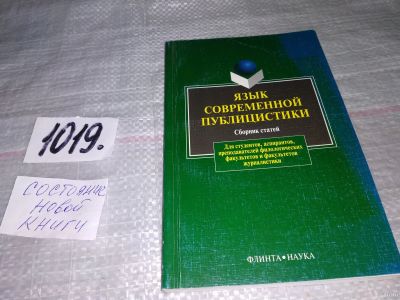 1019.
состояние
новой
книги
ЯЗЫК
СОВРЕМЕННОЙ
ПУБЛИЦИСТИКИ
Сборник статей
Для студентов, аспирантов,
преподавателей филологических
факультетов и факультетов
журналистики
ФЛИНТА • НАУКА